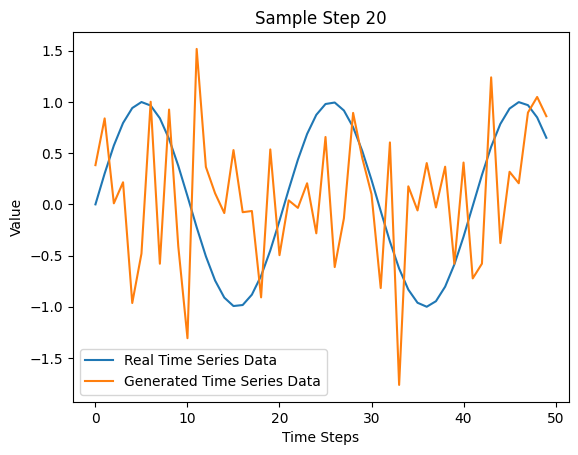 Sample Step 20
Value
1.5
1.0
0.5
0.0
−0.5
−1.0
−1.5
Real Time Series Data
Generated Time Series Data
0 10 20 30 40 50
Time Steps